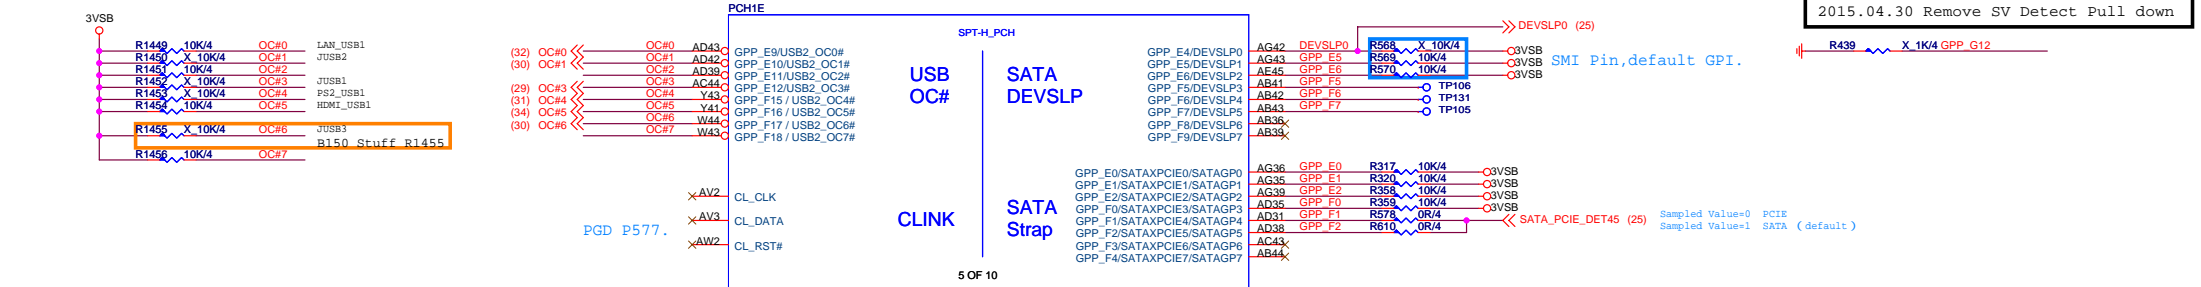 PCH1E
2015.04.30 Remove SV Detect Pull down
3VSB
R1449 10K/4 OC#0 LAN_USB1
R1450 X_10K/4 OC#1 JUSB2
R1451 10K/4 OC#2
R1452 X_10K/4 OC#3 JUSB1
R1453 X_10K/4 OC#4 PS2_USB1
R1454 10K/4 OC#5 HDMI_USB1
R1455 X_10K/4 OC#6 JUSB3
B150 Stuff R1455
R1456 10K/4 OC#7
SPT-H_PCH
(32) OC#0 OC#0 AD43 GPP_E9/USB2_OC0#
(30) OC#1 OC#1 AD42 GPP_E10/USB2_OC1#
OC#2 AD39 GPP_E11/USB2_OC2#
(29) OC#3 OC#3 AC44 GPP_E12/USB2_OC3#
(31) OC#4 OC#4 Y43 GPP_F15 / USB2_OC4#
(34) OC#5 OC#5 Y41 GPP_F16 / USB2_OC5#
(30) OC#6 OC#6 W44 GPP_F17 / USB2_OC6#
OC#7 W43 GPP_F18 / USB2_OC7#
USB
OC#
SATA
DEVSLP
DEVSLP0 (25)
GPP_E4/DEVSLP0 AG42 DEVSLP0 R568 X_10K/4 3VSB
GPP_E5/DEVSLP1 AG43 GPP_E5 R569 10K/4 3VSB
GPP_E6/DEVSLP2 AE45 GPP_E6 R570 10K/4 3VSB
SMI Pin,default GPI.
GPP_F5/DEVSLP3 AB41 GPP_F5 TP106
GPP_F6/DEVSLP4 AB42 GPP_F6 TP131
GPP_F7/DEVSLP5 AB43 GPP_F7 TP105
GPP_F8/DEVSLP6 AB36
GPP_F9/DEVSLP7 AB39
R439 X_1K/4 GPP_G12
PGD P577.
AV2 CL_CLK
AV3 CL_DATA
AW2 CL_RST#
CLINK
SATA
Strap
GPP_E0/SATAXPCIE0/SATAGP0 AG36 GPP_E0 R317 10K/4 3VSB
GPP_E1/SATAXPCIE1/SATAGP1 AG35 GPP_E1 R320 10K/4 3VSB
GPP_E2/SATAXPCIE2/SATAGP2 AG39 GPP_E2 R358 10K/4 3VSB
GPP_F0/SATAXPCIE3/SATAGP3 AD35 GPP_F0 R359 10K/4 3VSB
GPP_F1/SATAXPCIE4/SATAGP4 AD31 GPP_F1 R578 0R/4 SATA_PCIE_DET45 (25)
GPP_F2/SATAXPCIE5/SATAGP5 AD38 GPP_F2 R610 0R/4
GPP_F3/SATAXPCIE6/SATAGP6 AC43
GPP_F4/SATAXPCIE7/SATAGP7 AB44
Sampled Value=0 PCIE
Sampled Value=1 SATA (default)
5 OF 10